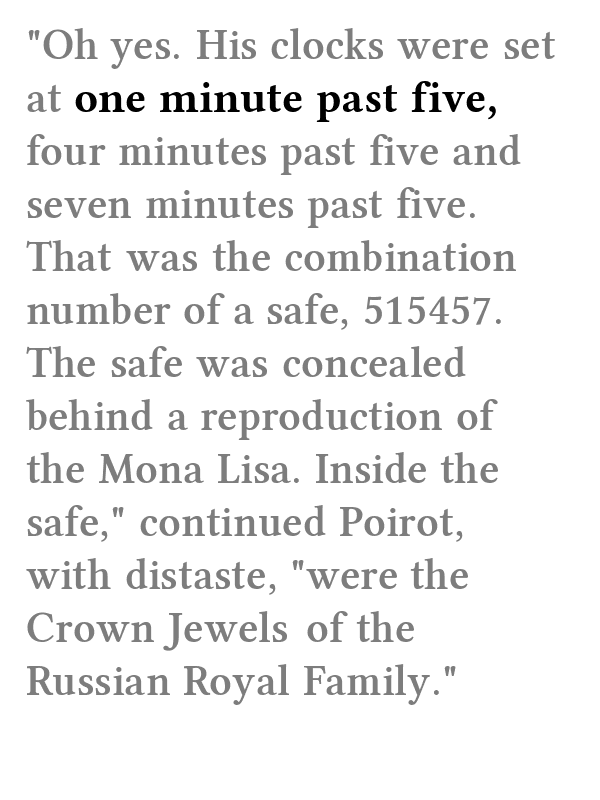 "Oh yes. His clocks were set
at one minute past five,
four minutes past five and
seven minutes past five.
That was the combination
number of a safe, 515457.
The safe was concealed
behind a reproduction of
the Mona Lisa. Inside the
safe," continued Poirot,
with distaste, "were the
Crown Jewels of the
Russian Royal Family."